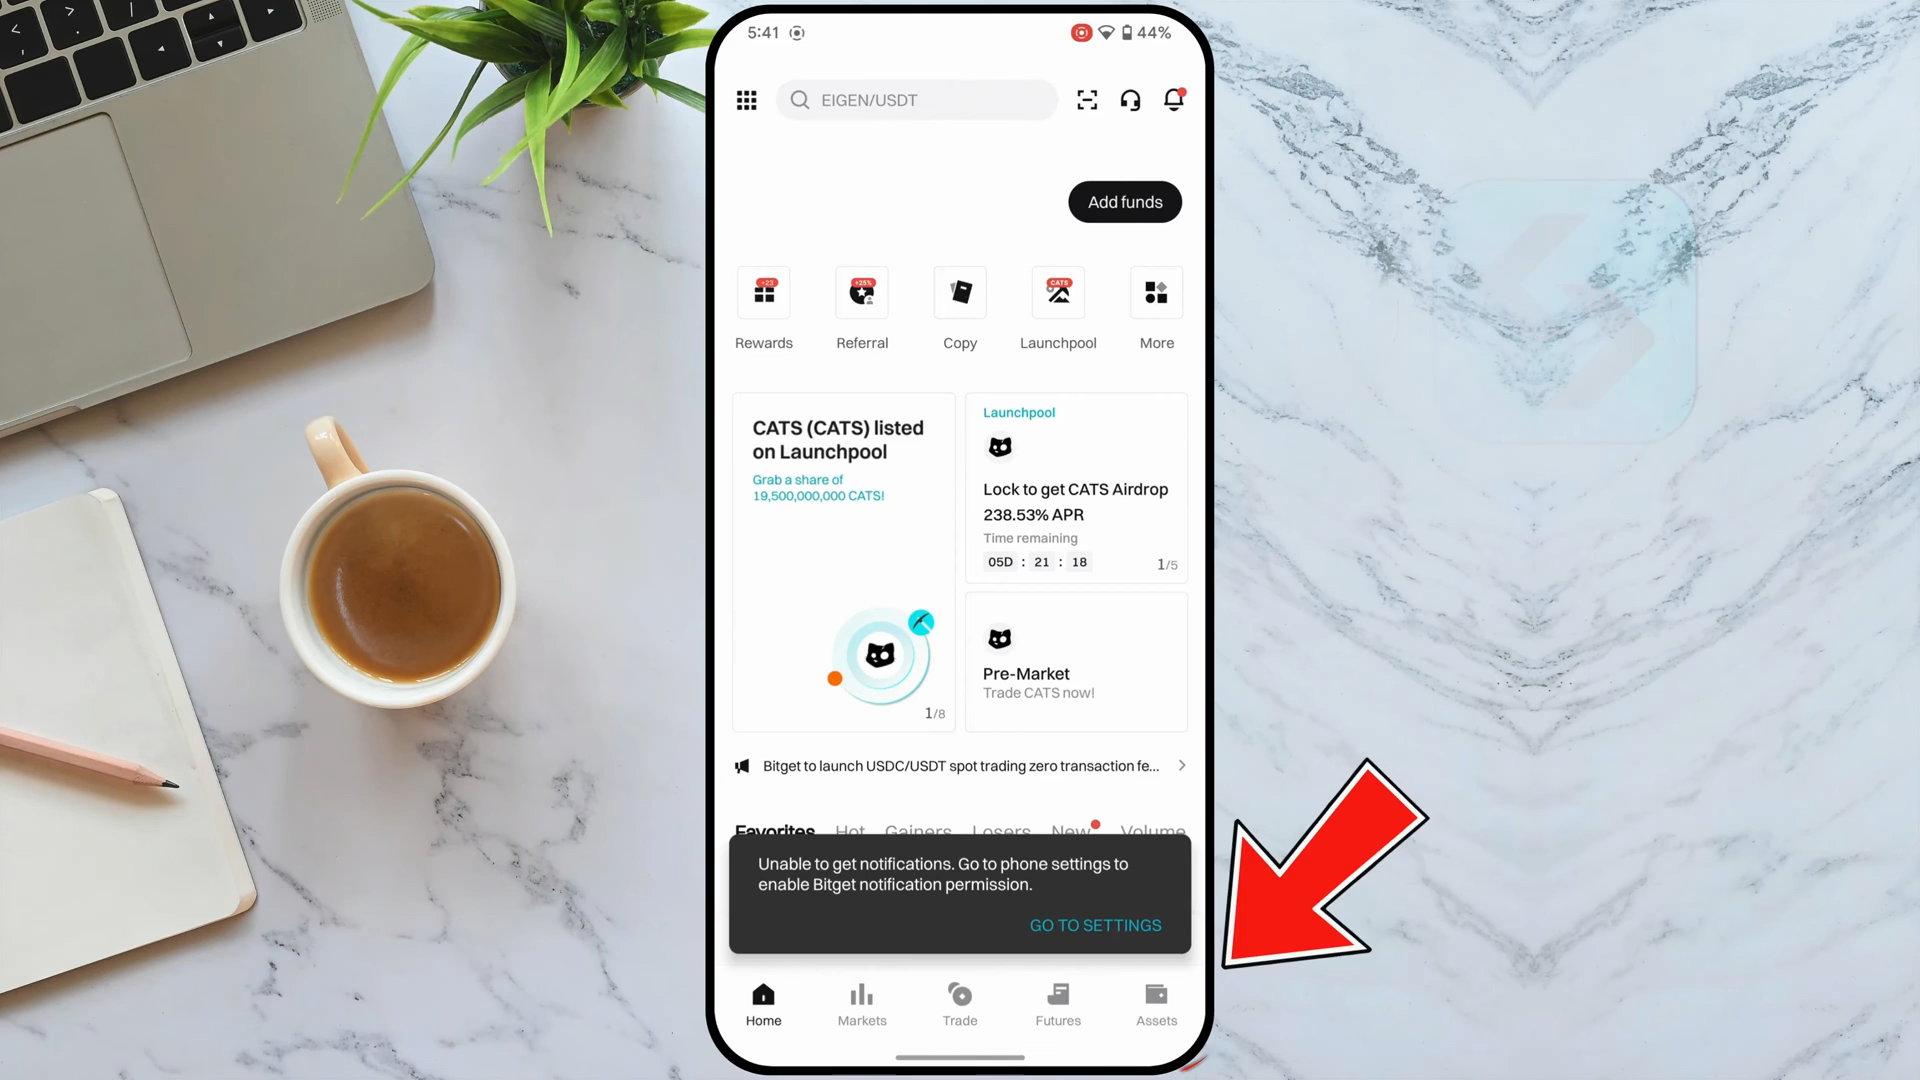 5:41
44%
EIGEN/USDT
Add funds
+23
+25%
CATS
Rewards
Referral
Copy
Launchpool
More
CATS (CATS) listed
on Launchpool
Grab a share of
19,500,000,000 CATS!
1/8
Launchpool
Lock to get CATS Airdrop
238.53% APR
Time remaining
05D : 21 : 18
1/5
Pre-Market
Trade CATS now!
Bitget to launch USDC/USDT spot trading zero transaction fe...
Favorites Hot Gainers Losers New Volume
Unable to get notifications. Go to phone settings to
enable Bitget notification permission.
GO TO SETTINGS
Home
Markets
Trade
Futures
Assets